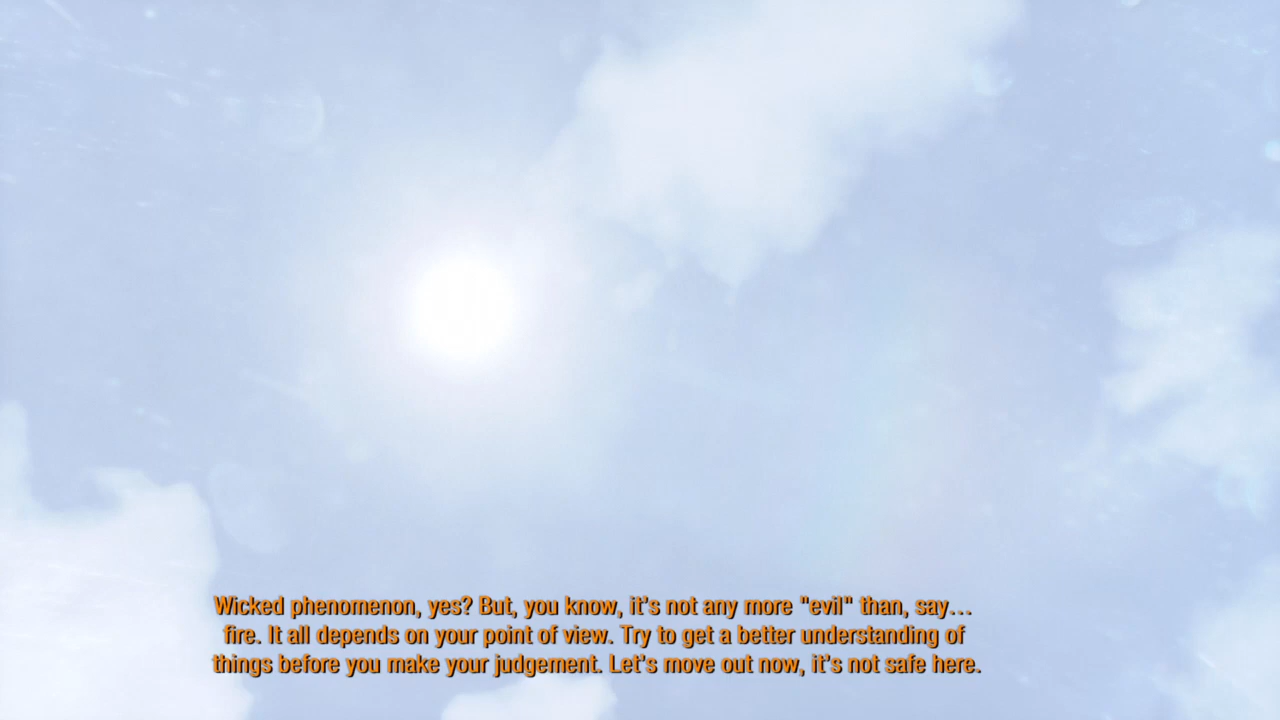 Wicked phenomenon, yes? But, you know, it's not any more "evil" than, say...
fire. It all depends on your point of view. Try to get a better understanding of
things before you make your judgement. Let's move out now, it's not safe here.